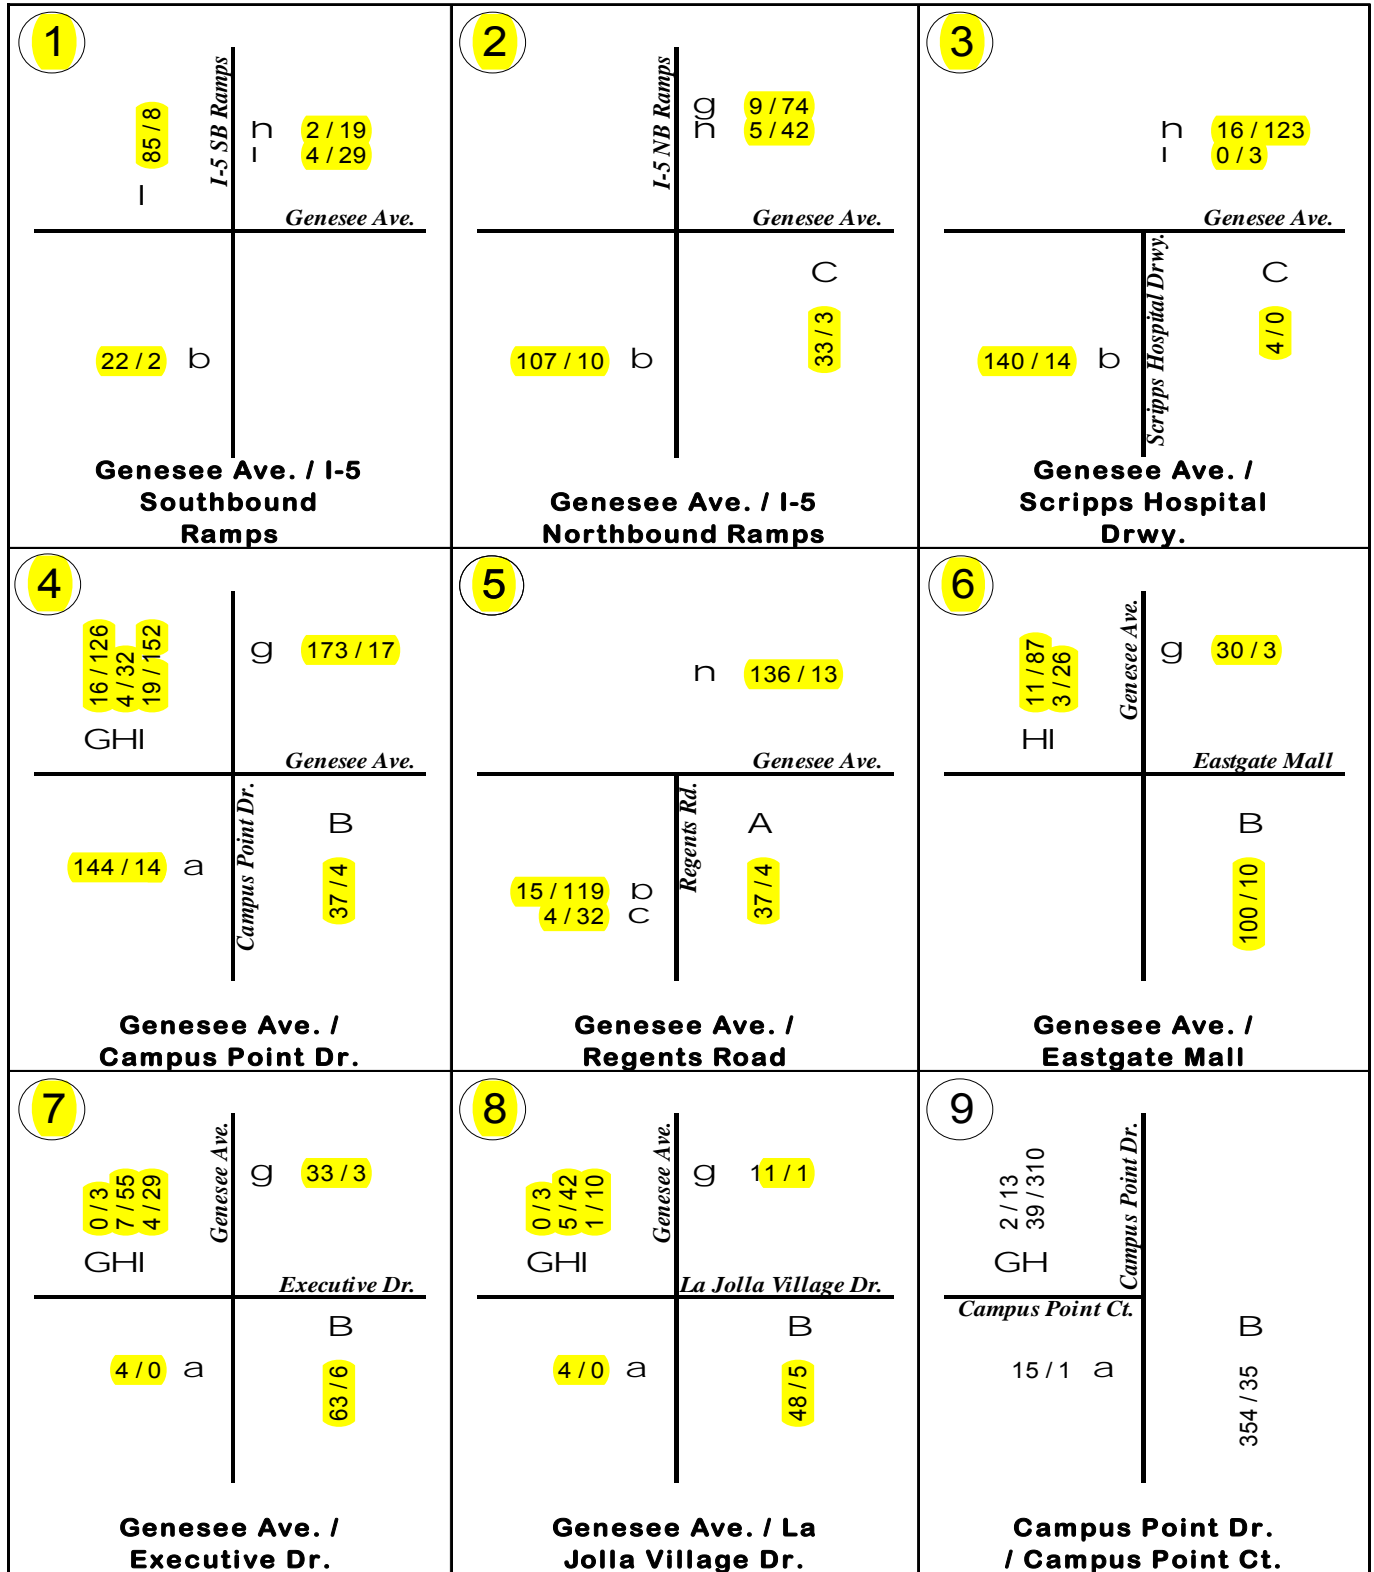 1
I-5 SB Ramps
85 / 8
l
h 2 / 19
i 4 / 29
Genesee Ave.
22 / 2 b
Genesee Ave. / I-5
Southbound
Ramps
2
I-5 NB Ramps
g 9 / 74
h 5 / 42
Genesee Ave.
C
33 / 3
107 / 10 b
Genesee Ave. / I-5
Northbound Ramps
3
h 16 / 123
i 0 / 3
Genesee Ave.
Scripps Hospital Drwy.
C
4 / 0
140 / 14 b
Genesee Ave. /
Scripps Hospital
Drwy.
4
16 / 126
4 / 32
19 / 152
GHI
g 173 / 17
Genesee Ave.
Campus Point Dr.
144 / 14 a
B
37 / 4
Genesee Ave. /
Campus Point Dr.
5
h 136 / 13
Genesee Ave.
Regents Rd.
A
37 / 4
15 / 119 b
4 / 32 c
Genesee Ave. /
Regents Road
6
11 / 87
3 / 26
HI
Genesee Ave.
g 30 / 3
Eastgate Mall
B
100 / 10
Genesee Ave. /
Eastgate Mall
7
0 / 3
7 / 55
4 / 29
GHI
Genesee Ave.
g 33 / 3
Executive Dr.
4 / 0 a
B
63 / 6
Genesee Ave. /
Executive Dr.
8
0 / 3
5 / 42
1 / 10
GHI
Genesee Ave.
g 11 / 1
La Jolla Village Dr.
4 / 0 a
B
48 / 5
Genesee Ave. / La
Jolla Village Dr.
9
2 / 13
39 / 310
GH
Campus Point Dr.
Campus Point Ct.
15 / 1 a
B
354 / 35
Campus Point Dr.
/ Campus Point Ct.